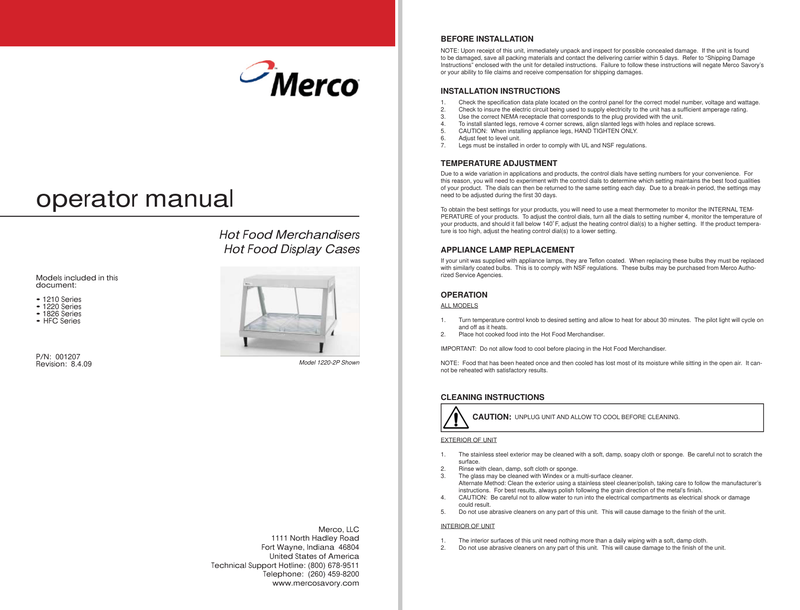 Merco
operator manual
Hot Food Merchandisers
Hot Food Display Cases
Models included in this
document:
1210 Series
1220 Series
1826 Series
HFC Series
P/N: 001207
Revision: 8.4.09
Model 1220-2P Shown
Merco, LLC
1111 North Hadley Road
Fort Wayne, Indiana 46804
United States of America
Technical Support Hotline: (800) 678-9511
Telephone: (260) 459-8200
www.mercosavory.com
BEFORE INSTALLATION
NOTE: Upon receipt of this unit, immediately unpack and inspect for possible concealed damage. If the unit is found
to be damaged, save all packing materials and contact the delivering carrier within 5 days. Refer to "Shipping Damage
Instructions" enclosed with the unit for detailed instructions. Failure to follow these instructions will negate Merco Savory's
or your ability to file claims and receive compensation for shipping damages.
INSTALLATION INSTRUCTIONS
1. Check the specification data plate located on the control panel for the correct model number, voltage and wattage.
2. Check to insure the electric circuit being used to supply electricity to the unit has a sufficient amperage rating.
3. Use the correct NEMA receptacle that corresponds to the plug provided with the unit.
4. To install slanted legs, remove 4 corner screws, align slanted legs with holes and replace screws.
5. CAUTION: When installing appliance legs, HAND TIGHTEN ONLY.
6. Adjust feet to level unit.
7. Legs must be installed in order to comply with UL and NSF regulations.
TEMPERATURE ADJUSTMENT
Due to a wide variation in applications and products, the control dials have setting numbers for your convenience. For
this reason, you will need to experiment with the control dials to determine which setting maintains the best food qualities
of your product. The dials can then be returned to the same setting each day. Due to a break-in period, the settings may
need to be adjusted during the first 30 days.
To obtain the best settings for your products, you will need to use a meat thermometer to monitor the INTERNAL TEM-
PERATURE of your products. To adjust the control dials, turn all the dials to setting number 4, monitor the temperature of
your products, and should it fall below 140°F, adjust the heating control dial(s) to a higher setting. If the product tempera-
ture is too high, adjust the heating control dial(s) to a lower setting.
APPLIANCE LAMP REPLACEMENT
If your unit was supplied with appliance lamps, they are Teflon coated. When replacing these bulbs they must be replaced
with similarly coated bulbs. This is to comply with NSF regulations. These bulbs may be purchased from Merco Autho-
rized Service Agencies.
OPERATION
ALL MODELS
1. Turn temperature control knob to desired setting and allow to heat for about 30 minutes. The pilot light will cycle on
and off as it heats.
2. Place hot cooked food into the Hot Food Merchandiser.
IMPORTANT: Do not allow food to cool before placing in the Hot Food Merchandiser.
NOTE: Food that has been heated once and then cooled has lost most of its moisture while sitting in the open air. It can-
not be reheated with satisfactory results.
CLEANING INSTRUCTIONS
CAUTION: UNPLUG UNIT AND ALLOW TO COOL BEFORE CLEANING.
EXTERIOR OF UNIT
1. The stainless steel exterior may be cleaned with a soft, damp, soapy cloth or sponge. Be careful not to scratch the
surface.
2. Rinse with clean, damp, soft cloth or sponge.
3. The glass may be cleaned with Windex or a multi-surface cleaner.
Alternate Method: Clean the exterior using a stainless steel cleaner/polish, taking care to follow the manufacturer's
instructions. For best results, always polish following the grain direction of the metal's finish.
4. CAUTION: Be careful not to allow water to run into the electrical compartments as electrical shock or damage
could result.
5. Do not use abrasive cleaners on any part of this unit. This will cause damage to the finish of the unit.
INTERIOR OF UNIT
1. The interior surfaces of this unit need nothing more than a daily wiping with a soft, damp cloth.
2. Do not use abrasive cleaners on any part of this unit. This will cause damage to the finish of the unit.